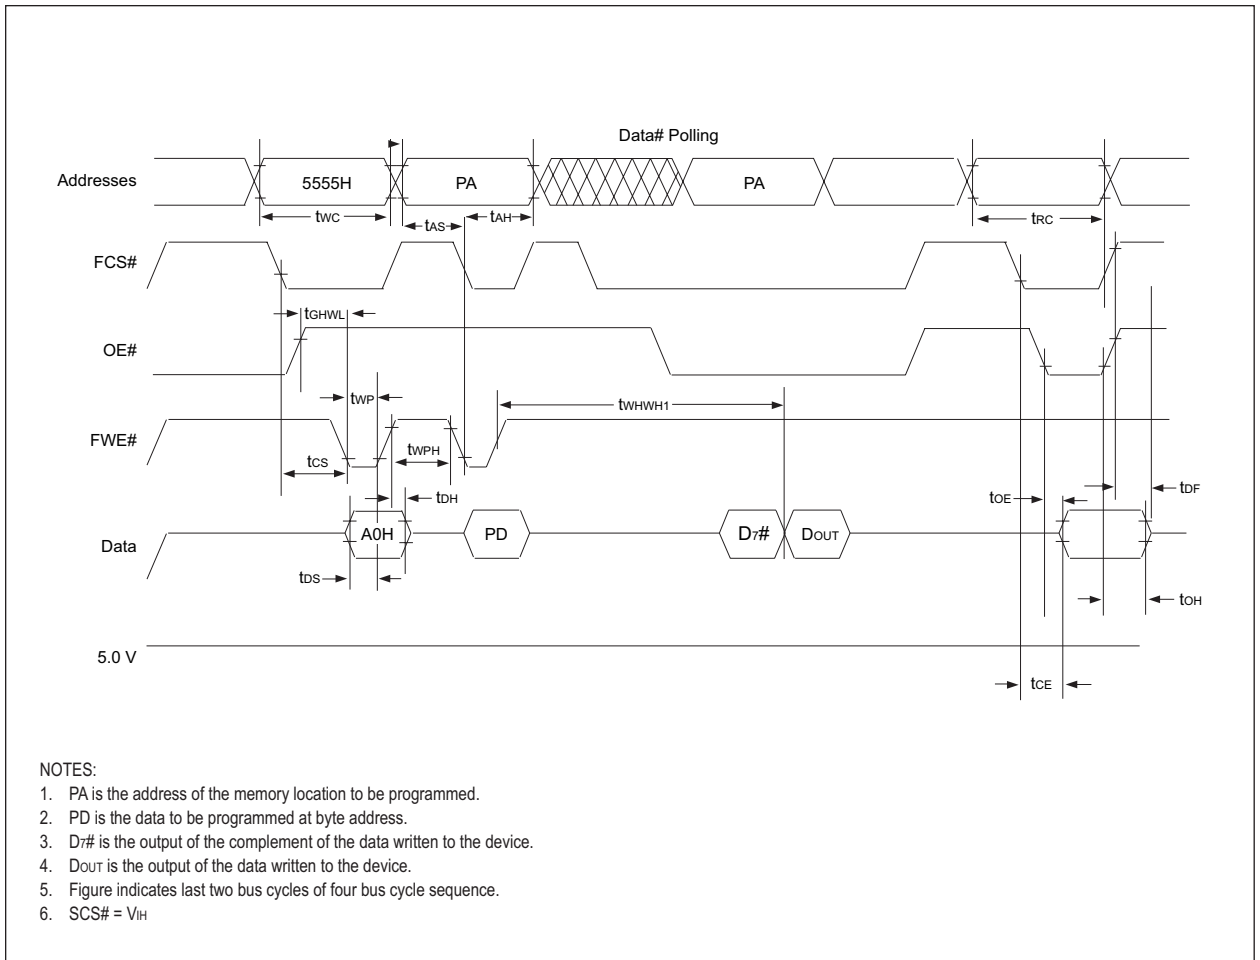 Data# Polling
Addresses
5555H
PA
PA
tWC
tAS
tAH
tRC
FCS#
tGHWL
OE#
tWP
tWHWH1
FWE#
tWPH
tCS
tDH
tOE
tDF
Data
A0H
PD
D7#
DOUT
tDS
tOH
5.0 V
tCE
NOTES:
1. PA is the address of the memory location to be programmed.
2. PD is the data to be programmed at byte address.
3. D7# is the output of the complement of the data written to the device.
4. DOUT is the output of the data written to the device.
5. Figure indicates last two bus cycles of four bus cycle sequence.
6. SCS# = VIH